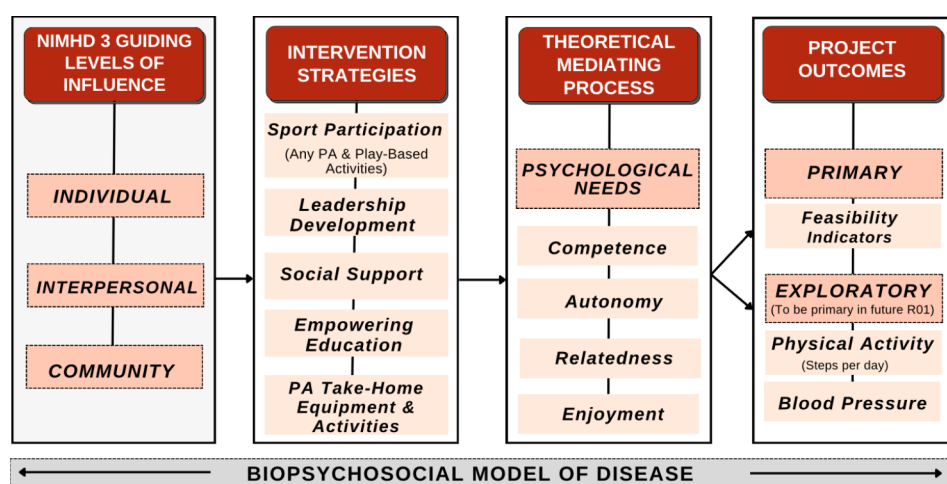 NIMHD 3 GUIDING
LEVELS OF
INFLUENCE
INDIVIDUAL
INTERPERSONAL
COMMUNITY
INTERVENTION
STRATEGIES
Sport Participation
(Any PA & Play-Based
Activities)
Leadership
Development
Social Support
Empowering
Education
PA Take-Home
Equipment &
Activities
THEORETICAL
MEDIATING
PROCESS
PSYCHOLOGICAL
NEEDS
Competence
Autonomy
Relatedness
Enjoyment
PROJECT
OUTCOMES
PRIMARY
Feasibility
Indicators
EXPLORATORY
(To be primary in future R01)
Physical Activity
(Steps per day)
Blood Pressure
BIOPSYCHOSOCIAL MODEL OF DISEASE